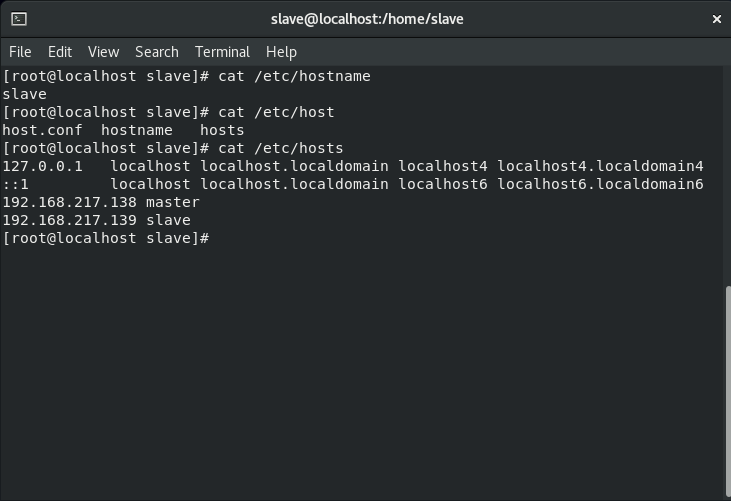 slave@localhost:/home/slave
File Edit View Search Terminal Help
[root@localhost slave]# cat /etc/hostname
slave
[root@localhost slave]# cat /etc/host
host.conf  hostname   hosts
[root@localhost slave]# cat /etc/hosts
127.0.0.1   localhost localhost.localdomain localhost4 localhost4.localdomain4
::1         localhost localhost.localdomain localhost6 localhost6.localdomain6
192.168.217.138 master
192.168.217.139 slave
[root@localhost slave]#